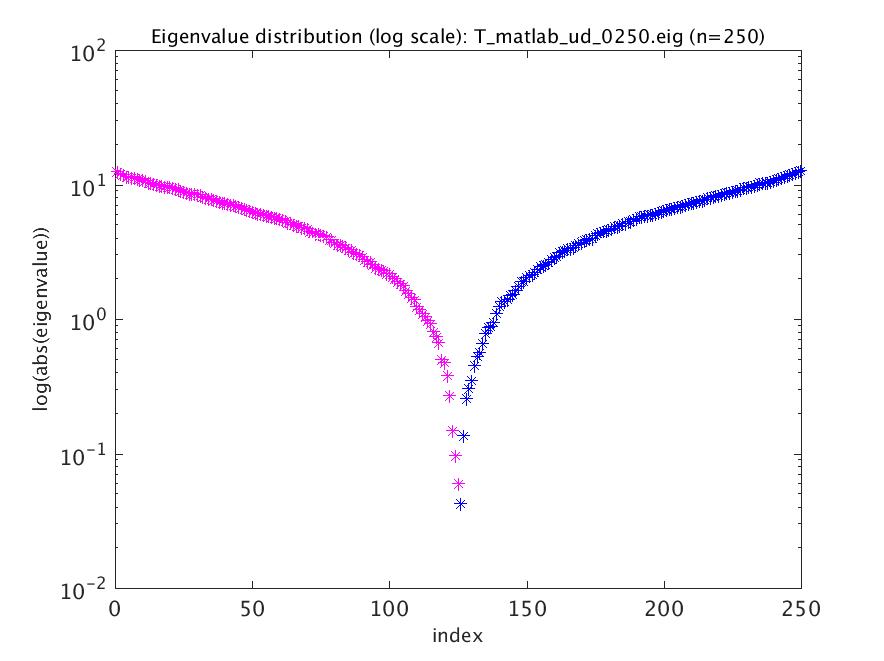 Eigenvalue distribution (log scale): T_matlab_ud_0250.eig (n=250)
10^2
10^1
10^0
10^-1
10^-2
log(abs(eigenvalue))
0 50 100 150 200 250
index